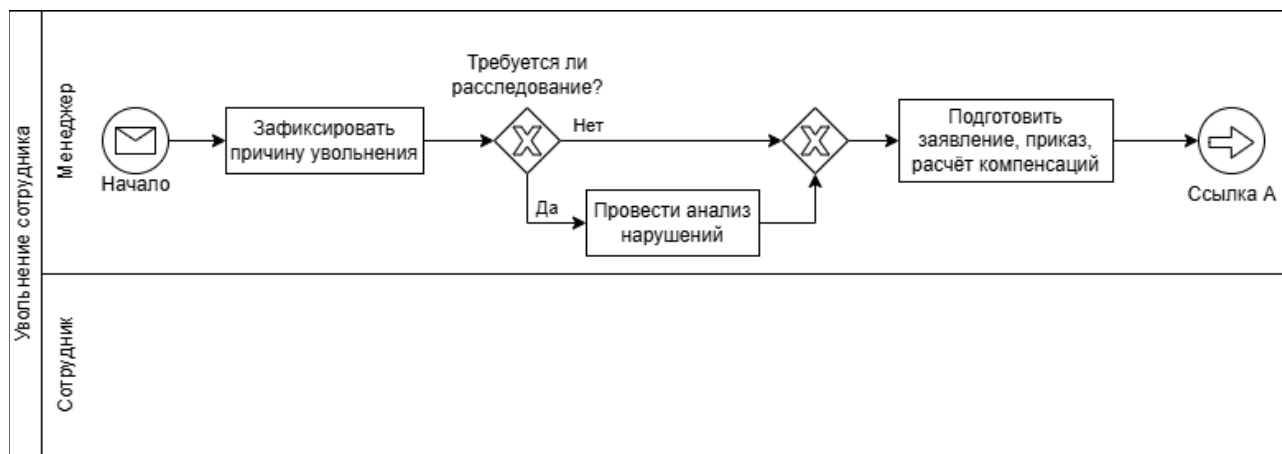 Увольнение сотрудника
Менеджер
Начало
Зафиксировать
причину увольнения
Требуется ли
расследование?
Нет
Да
Провести анализ
нарушений
Подготовить
заявление, приказ,
расчёт компенсаций
Ссылка А
Сотрудник